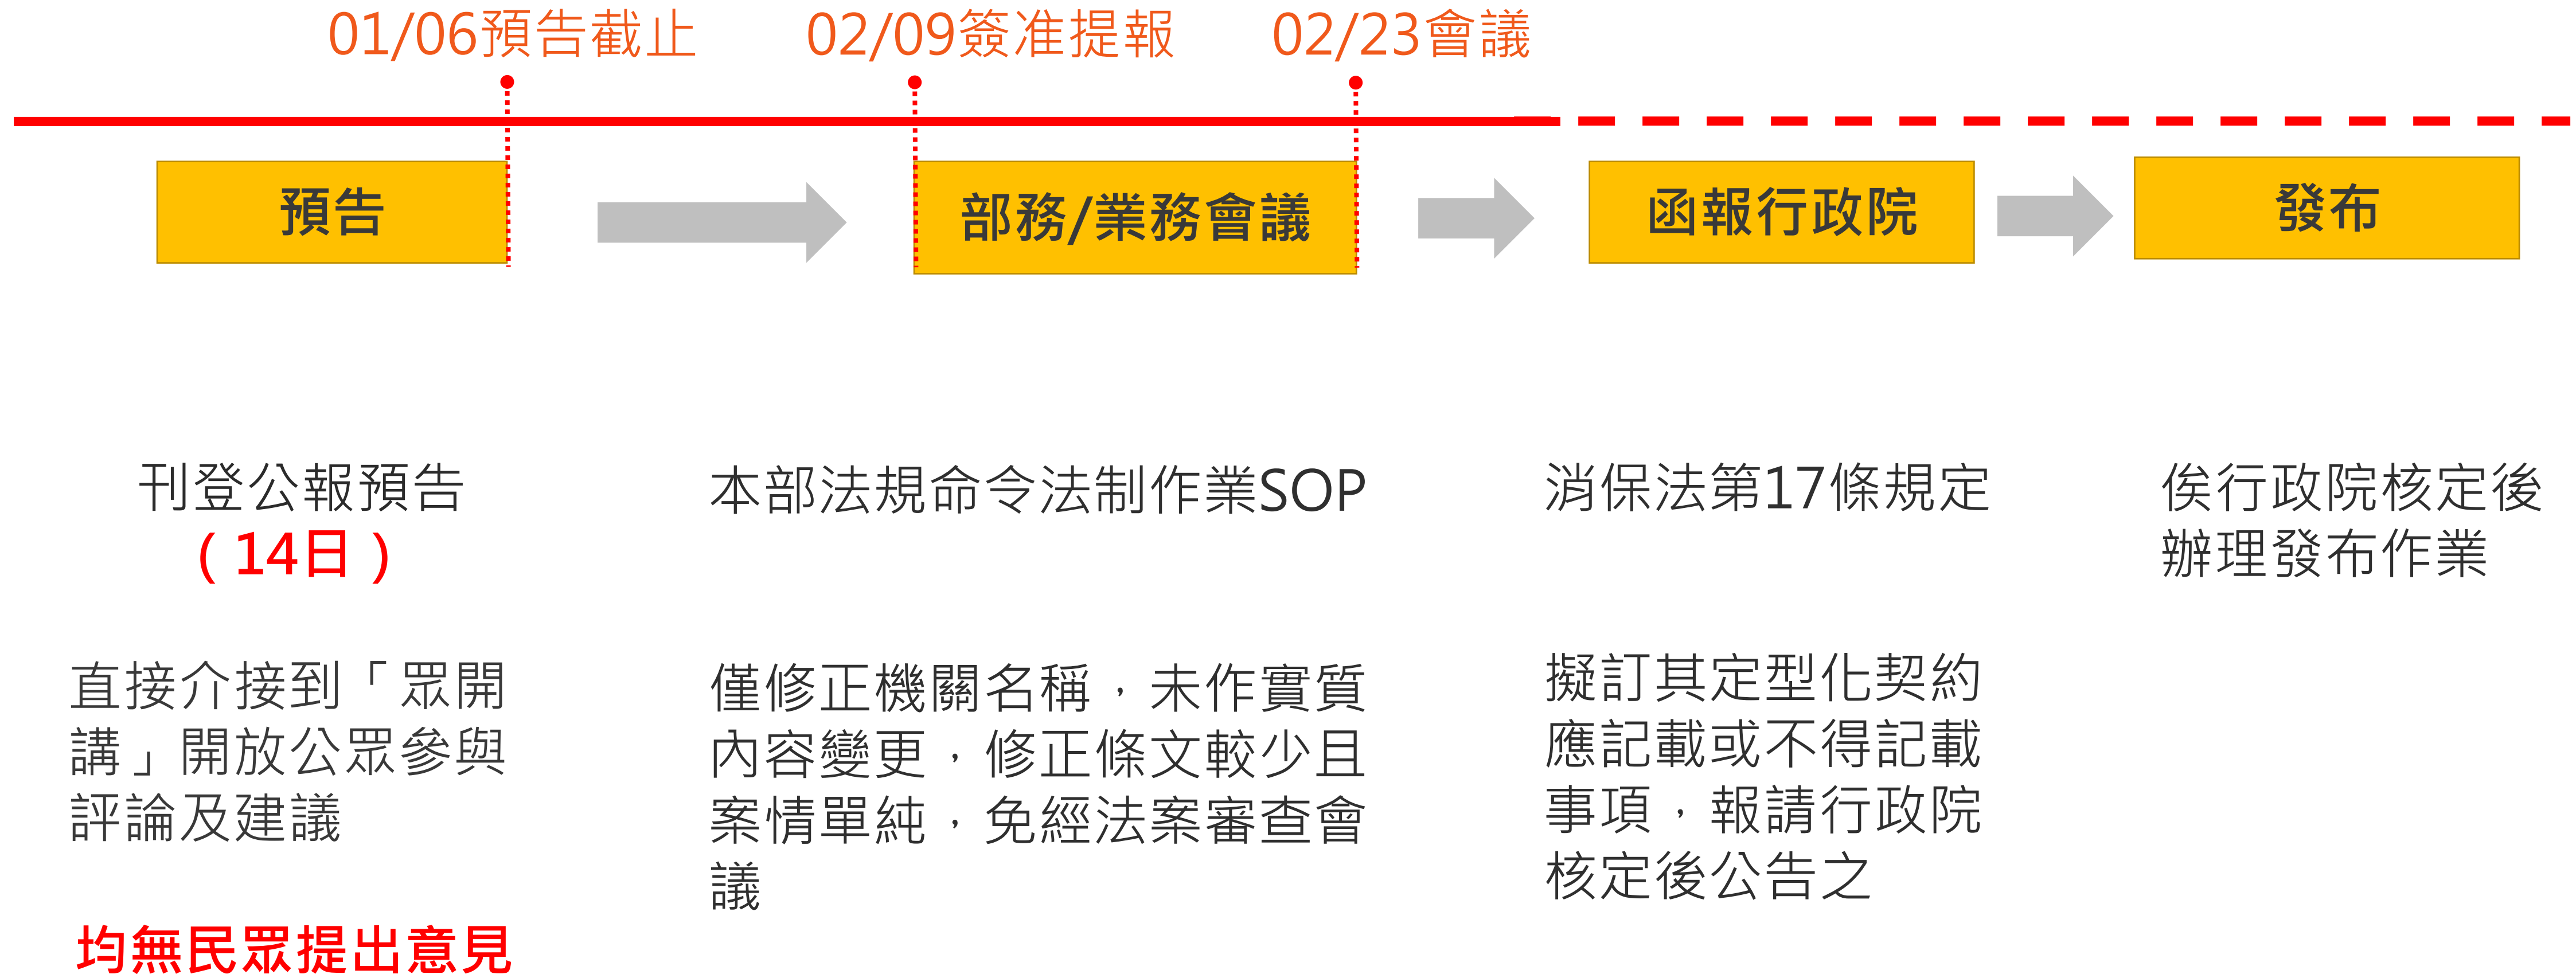 01/06預告截止
02/09簽准提報
02/23會議
預告
部務/業務會議
函報行政院
發布
刊登公報預告
（14日）
直接介接到「眾開
講」開放公眾參與
評論及建議
均無民眾提出意見
本部法規命令法制作業SOP
僅修正機關名稱，未作實質
內容變更，修正條文較少且
案情單純，免經法案審查會
議
消保法第17條規定
擬訂其定型化契約
應記載或不得記載
事項，報請行政院
核定後公告之
俟行政院核定後
辦理發布作業